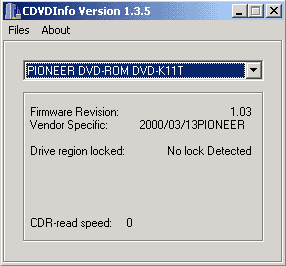 CDVDInfo Version 1.3.5
Files About
PIONEER DVD-ROM DVD-K11T
Firmware Revision: 1.03
Vendor Specific: 2000/03/13PIONEER
Drive region locked: No lock Detected
CDR-read speed: 0